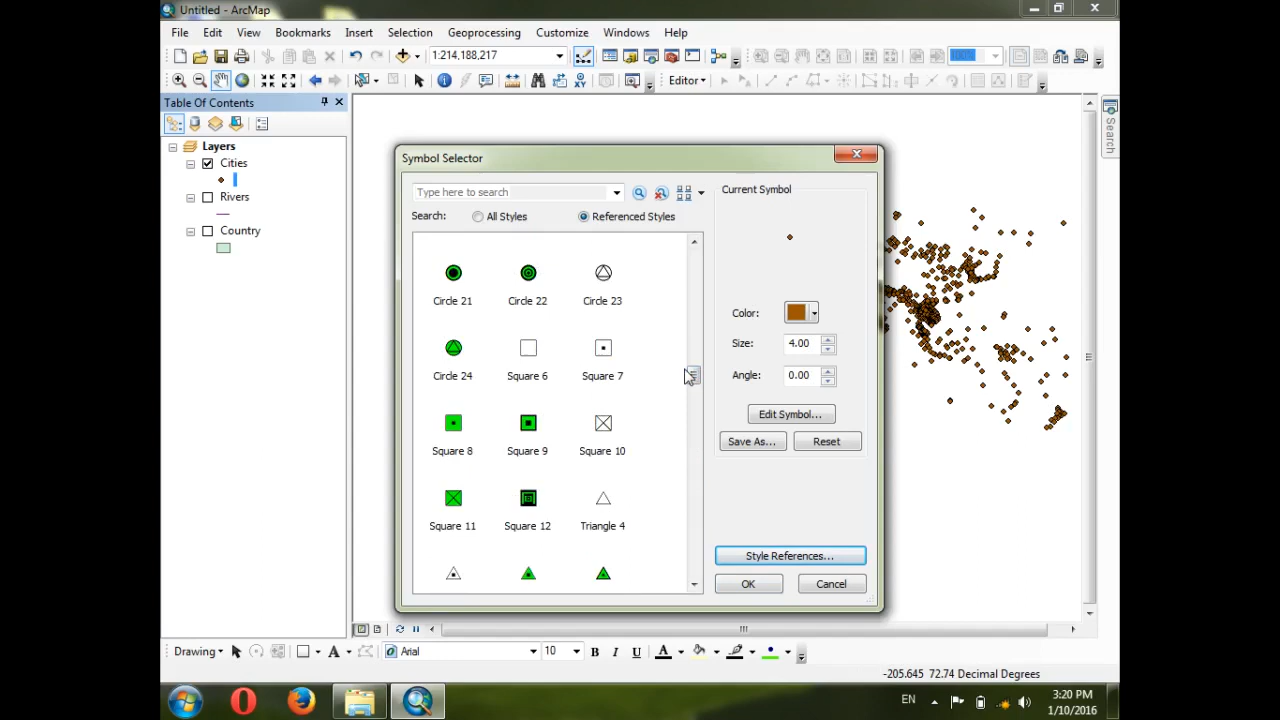 Untitled - ArcMap
File Edit View Bookmarks Insert Selection Geoprocessing Customize Windows Help
1:214,188,217
100%
Editor
Table Of Contents
Layers
Cities
Rivers
Country
Search
Symbol Selector
Type here to search
Search: All Styles Referenced Styles
Circle 21 Circle 22 Circle 23
Circle 24 Square 6 Square 7
Square 8 Square 9 Square 10
Square 11 Square 12 Triangle 4
Current Symbol
Color:
Size: 4.00
Angle: 0.00
Edit Symbol...
Save As... Reset
Style References...
OK Cancel
Drawing Arial 10 B I U A
-205.645 72.74 Decimal Degrees
EN
3:20 PM
1/10/2016